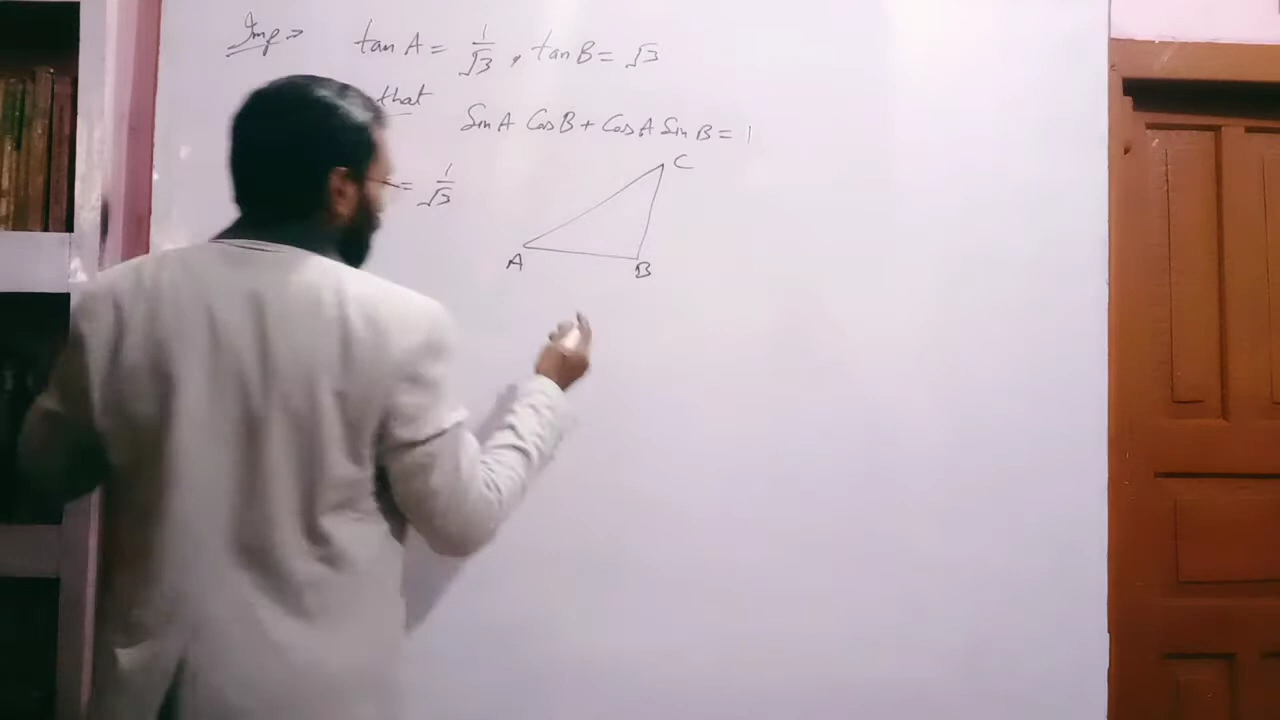 Imp⇒ tan A = 1/√3 , tan B = √3
that
Sin A Cos B + Cos A Sin B = 1
C
= 1/√3
A
B